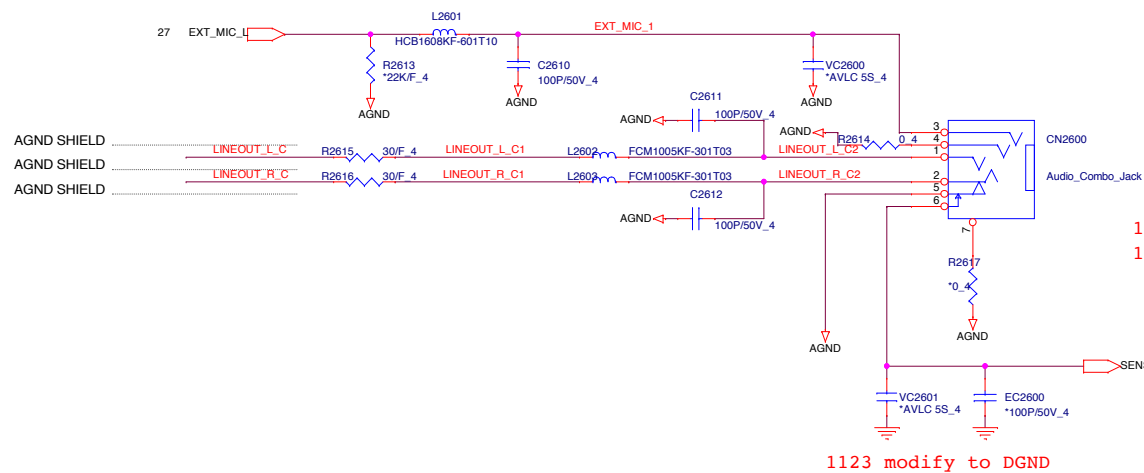 L2601
27 EXT_MIC_L
EXT_MIC_1
HCB1608KF-601T10
R2613
*22K/F_4
C2610
100P/50V_4
VC2600
*AVLC 5S_4
AGND
AGND
AGND
C2611
100P/50V_4
AGND
AGND
R2614
0_4
3
4
1
CN2600
AGND SHIELD
LINEOUT_L_C
R2615
30/F_4
LINEOUT_L_C1
L2602
FCM1005KF-301T03
LINEOUT_L_C2
AGND SHIELD
LINEOUT_R_C
R2616
30/F_4
LINEOUT_R_C1
L2603
FCM1005KF-301T03
LINEOUT_R_C2
2
5
6
Audio_Combo_Jack
AGND SHIELD
C2612
100P/50V_4
AGND
7
1
1
R2617
*0_4
AGND
AGND
SEN
VC2601
*AVLC 5S_4
EC2600
*100P/50V_4
1123 modify to DGND